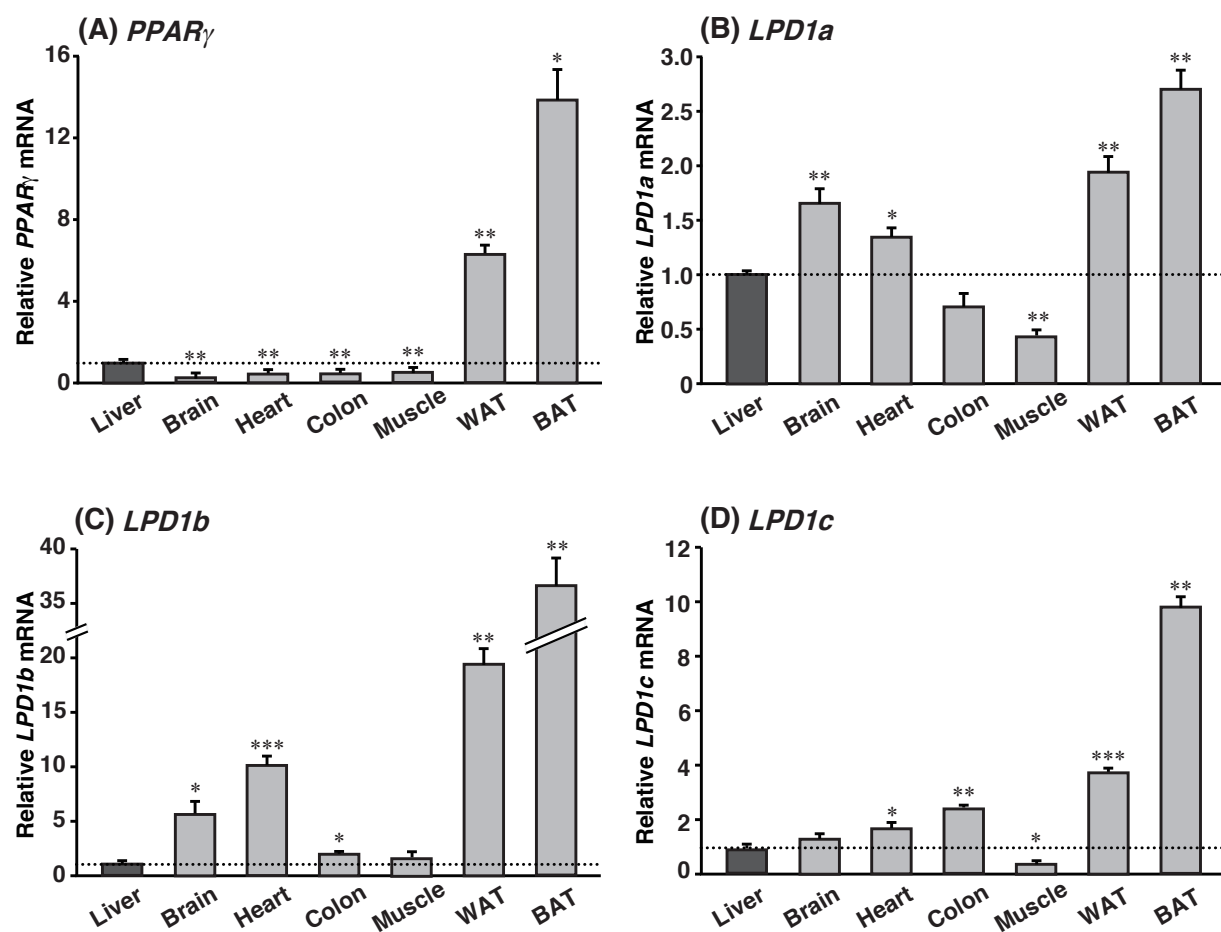 (A) PPARγ
Relative PPARγ mRNA
16
12
8
4
0
** ** ** ** ** *
Liver Brain Heart Colon Muscle WAT BAT
(B) LPD1a
Relative LPD1a mRNA
3.0
2.5
2.0
1.5
1.0
0.5
0
** * ** ** **
Liver Brain Heart Colon Muscle WAT BAT
(C) LPD1b
Relative LPD1b mRNA
40
35
20
15
10
5
0
* *** * ** **
Liver Brain Heart Colon Muscle WAT BAT
(D) LPD1c
Relative LPD1c mRNA
12
10
8
6
4
2
0
* ** * *** **
Liver Brain Heart Colon Muscle WAT BAT